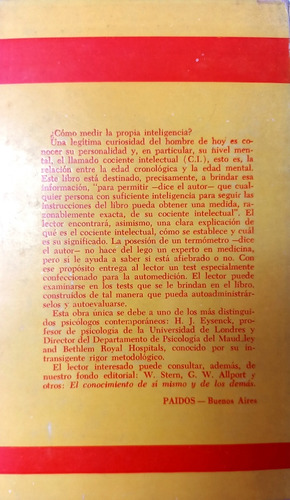 ¿Cómo medir la propia inteligencia?
Una legítima curiosidad del hombre de hoy es co-
nocer su personalidad y, en particular, su nivel men-
tal, el llamado cociente intelectual (C.I.), esto es, la
relación entre la edad cronológica y la edad mental.
Este libro está destinado, precisamente, a brindar esa
información, "para permitir —dice el autor— que cual-
quier persona con suficiente inteligencia para seguir las
instrucciones del libro pueda obtener una medida, ra-
zonablemente exacta, de su cociente intelectual". El
lector encontrará, asimismo, una clara explicación de
qué es el cociente intelectual, cómo se establece y cuál
es su significado. La posesión de un termómetro —dice
el autor— no hace del lego un experto en medicina,
pero sí le ayuda a saber si está afiebrado o no. Con
ese propósito entrega al lector un test especialmente
confeccionado para la automedición. El lector puede
examinarse en los tests que se le brindan en el libro,
construídos de tal manera que pueda autoadministrár-
selos y autoevaluarse.
Esta obra única se debe a uno de los más distingui-
dos psicólogos contemporáneos: H. J. Eysenck, pro-
fesor de psicología de la Universidad de Londres y
Director del Departamento de Psicología del Maudsley
and Bethlem Royal Hospitals, conocido por su in-
transigente rigor metodológico.
El lector interesado puede consultar, además, de
nuestro fondo editorial: W. Stern, G. W. Allport y
otros: El conocimiento de sí mismo y de los demás.
PAIDOS — Buenos Aires